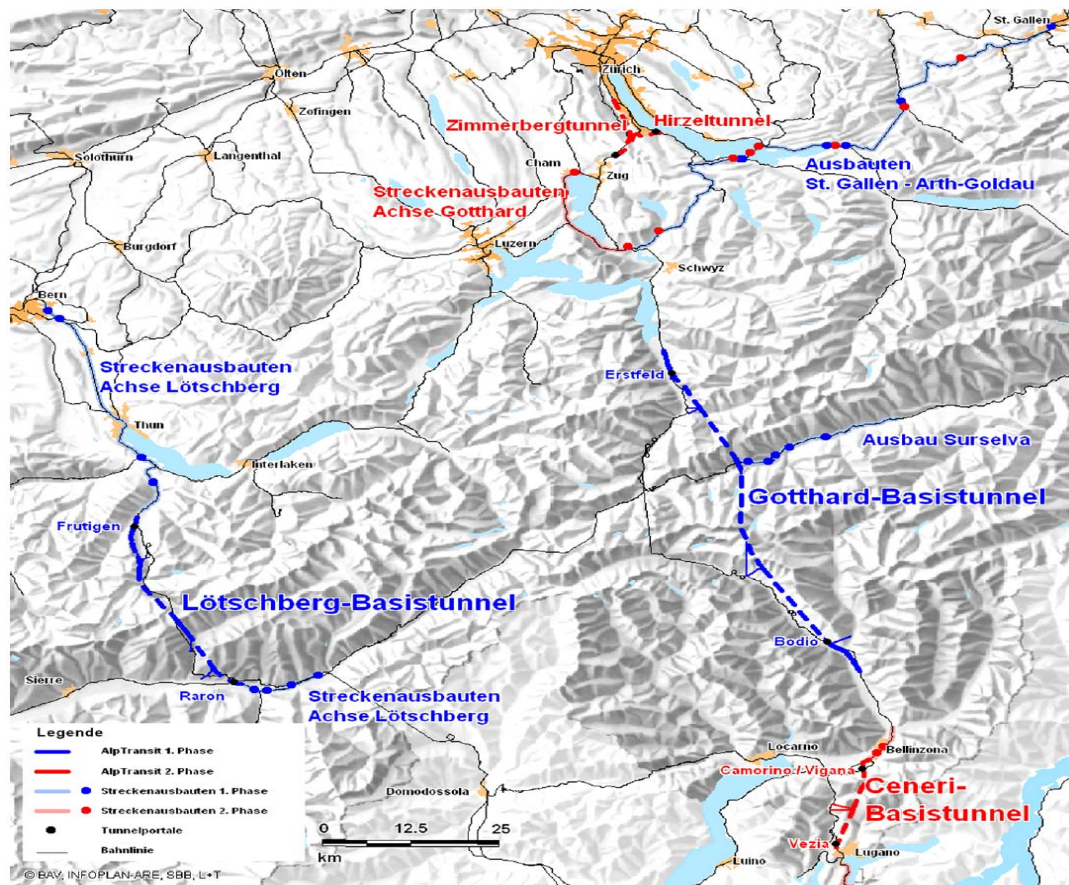 St. Gallen
Zürich
Olten
Zofingen
Zimmerbergtunnel
Hirzeltunnel
Solothurn
Langenthal
Cham
Zug
Ausbauten
St. Gallen - Arth-Goldau
Streckenausbauten
Achse Gotthard
Burgdorf
Luzern
Schwyz
Bern
Streckenausbauten
Achse Lötschberg
Erstfeld
Thun
Ausbau Surselva
Interlaken
Gotthard-Basistunnel
Frutigen
Lötschberg-Basistunnel
Bodio
Sierre
Raron
Streckenausbauten
Achse Lötschberg
Legende
AlpTransit 1. Phase
AlpTransit 2. Phase
Streckenausbauten 1. Phase
Streckenausbauten 2. Phase
Tunnelportale
Bahnlinie
Locarno
Bellinzona
Camorino / Vigana
Domodossola
Ceneri-
Basistunnel
0 12.5 25
km
Vezia
Lugano
Luino
© BAV, INFOPLAN-ARE, SBB, L+T